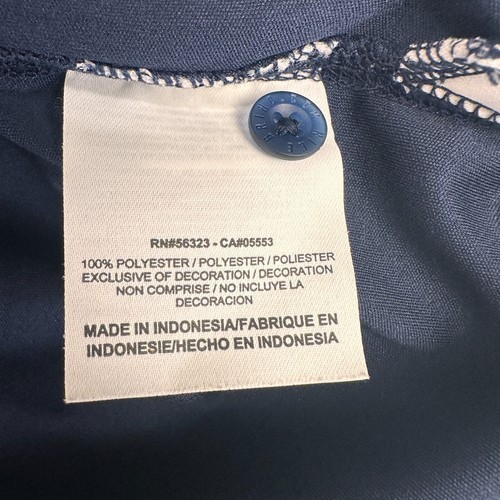 RN#56323 - CA#05553
100% POLYESTER / POLYESTER / POLIESTER
EXCLUSIVE OF DECORATION / DECORATION
NON COMPRISE / NO INCLUYE LA
DECORACION
MADE IN INDONESIA/FABRIQUE EN
INDONESIE/HECHO EN INDONESIA